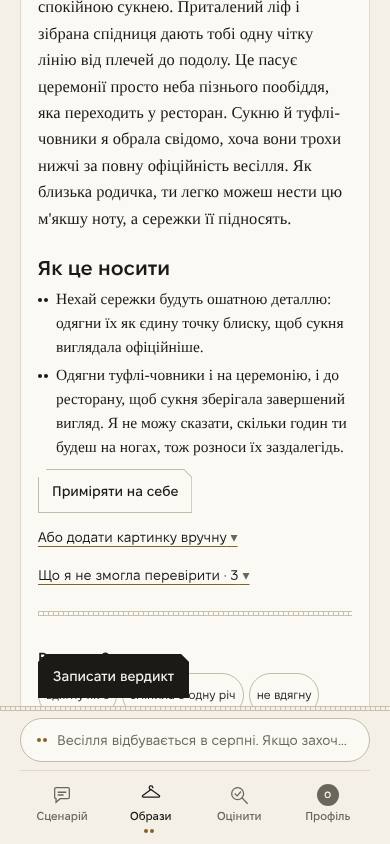 спокійною сукнею. Приталений ліф і
зібрана спідниця дають тобі одну чітку
лінію від плечей до подолу. Це пасує
церемонії просто неба пізнього пообіддя,
яка переходить у ресторан. Сукню й туфлі-
човники я обрала свідомо, хоча вони трохи
нижчі за повну офіційність весілля. Як
близька родичка, ти легко можеш нести цю
м'якшу ноту, а сережки її підносять.
Як це носити
•• Нехай сережки будуть ошатною деталлю:
одягни їх як єдину точку блиску, щоб сукня
виглядала офіційніше.
•• Одягни туфлі-човники і на церемонію, і до
ресторану, щоб сукня зберігала завершений
вигляд. Я не можу сказати, скільки годин ти
будеш на ногах, тож розноси їх заздалегідь.
Приміряти на себе
Або додати картинку вручну ▾
Що я не змогла перевірити · 3 ▾
Записати вердикт
одну річ
не вдягну
•• Весілля відбувається в серпні. Якщо захоч...
Сценарій
Образи
Оцінити
О
Профіль